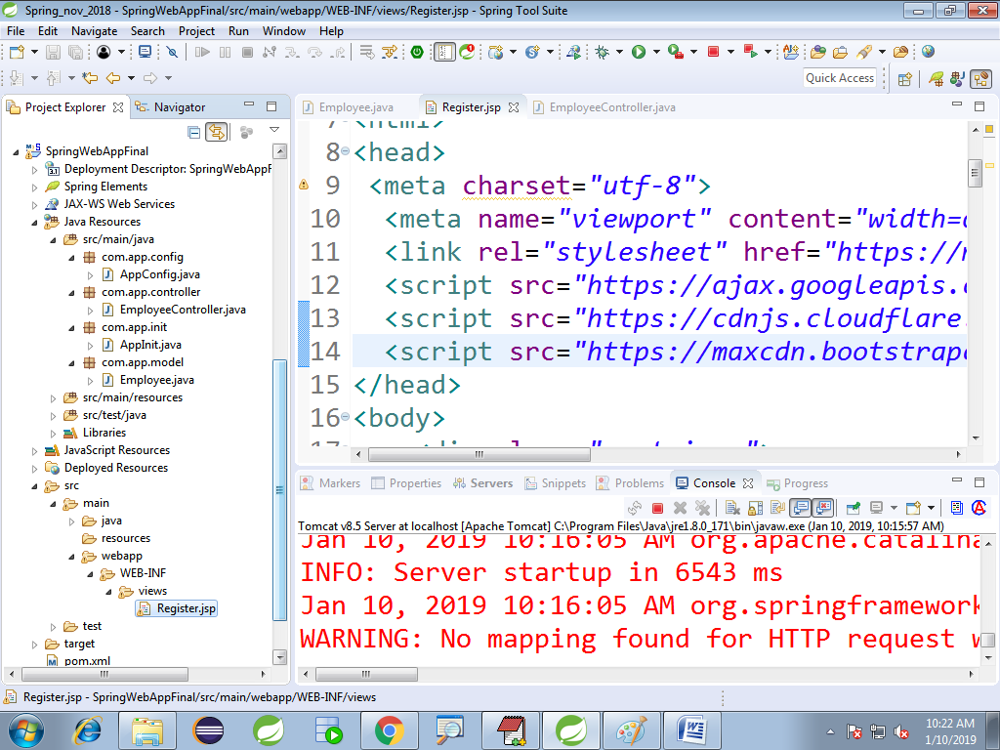 Spring_nov_2018 - SpringWebAppFinal/src/main/webapp/WEB-INF/views/Register.jsp - Spring Tool Suite
File Edit Navigate Search Project Run Window Help
Quick Access
Project Explorer Navigator
SpringWebAppFinal
Deployment Descriptor: SpringWebAppF
Spring Elements
JAX-WS Web Services
Java Resources
src/main/java
com.app.config
AppConfig.java
com.app.controller
EmployeeController.java
com.app.init
AppInit.java
com.app.model
Employee.java
src/main/resources
src/test/java
Libraries
JavaScript Resources
Deployed Resources
src
main
java
resources
webapp
WEB-INF
views
Register.jsp
test
target
pom.xml
Employee.java Register.jsp EmployeeController.java
7 <html>
8 <head>
9 <meta charset="utf-8">
10 <meta name="viewport" content="width=
11 <link rel="stylesheet" href="https://
12 <script src="https://ajax.googleapis.
13 <script src="https://cdnjs.cloudflare
14 <script src="https://maxcdn.bootstrap
15 </head>
16 <body>
17
Markers Properties Servers Snippets Problems Console Progress
Tomcat v8.5 Server at localhost [Apache Tomcat] C:\Program Files\Java\jre1.8.0_171\bin\javaw.exe (Jan 10, 2019, 10:15:57 AM)
Jan 10, 2019 10:16:05 AM org.apache.catalina
INFO: Server startup in 6543 ms
Jan 10, 2019 10:16:05 AM org.springframework
WARNING: No mapping found for HTTP request w
Register.jsp - SpringWebAppFinal/src/main/webapp/WEB-INF/views
10:22 AM
1/10/2019